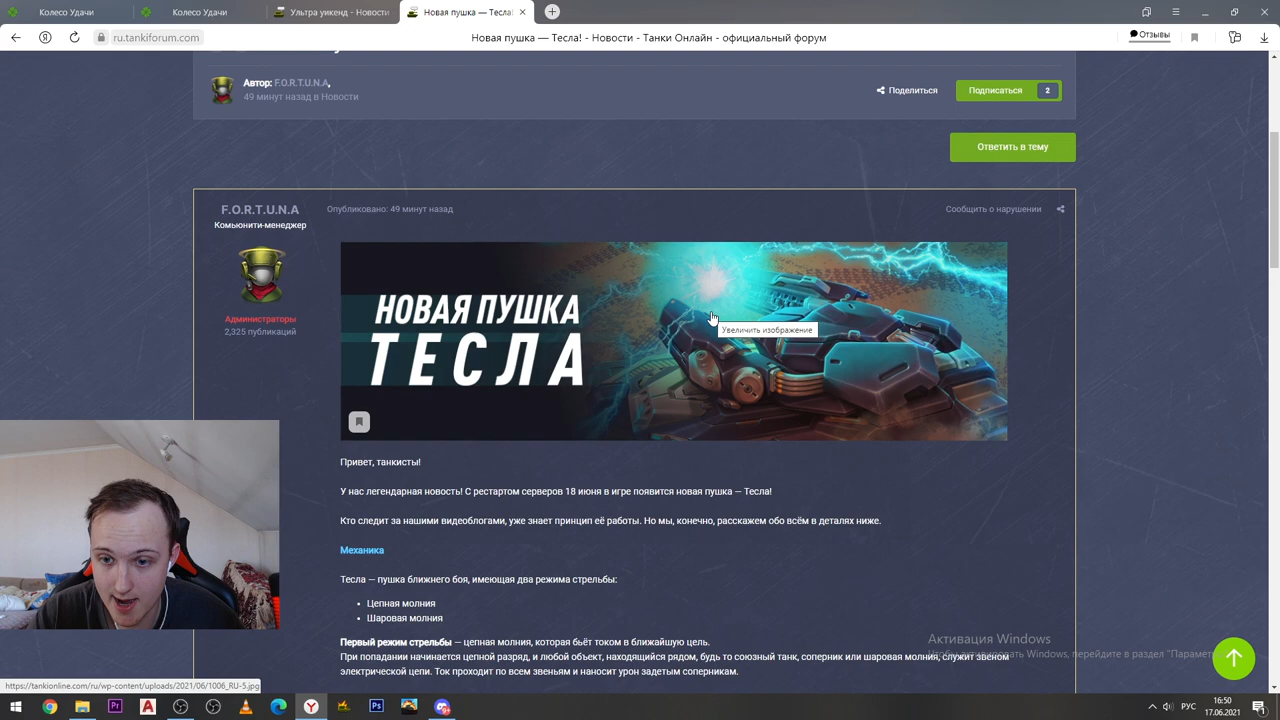 Колесо Удачи
Колесо Удачи
Ультра уикенд - Новости
Новая пушка — Тесла!
ru.tankiforum.com
Новая пушка — Тесла! - Новости - Танки Онлайн - официальный форум
Отзывы
Автор: F.O.R.T.U.N.A,
49 минут назад в Новости
Поделиться
Подписаться
2
Ответить в тему
F.O.R.T.U.N.A
Комьюнити-менеджер
Администраторы
2,325 публикаций
Опубликовано: 49 минут назад
Сообщить о нарушении
НОВАЯ ПУШКА
ТЕСЛА
Увеличить изображение
Привет, танкисты!
У нас легендарная новость! С рестартом серверов 18 июня в игре появится новая пушка — Тесла!
Кто следит за нашими видеоблогами, уже знает принцип её работы. Но мы, конечно, расскажем обо всём в деталях ниже.
Механика
Тесла — пушка ближнего боя, имеющая два режима стрельбы:
• Цепная молния
• Шаровая молния
Первый режим стрельбы — цепная молния, которая бьёт током в ближайшую цель.
При попадании начинается цепной разряд, и любой объект, находящийся рядом, будь то союзный танк, соперник или шаровая молния, служит звеном
электрической цепи. Ток проходит по всем звеньям и наносит урон задетым соперникам.
Активация Windows
Чтобы активировать Windows, перейдите в раздел "Параметры
https://tankionline.com/ru/wp-content/uploads/2021/06/1006_RU-5.jpg
РУС
16:50
17.06.2021
1